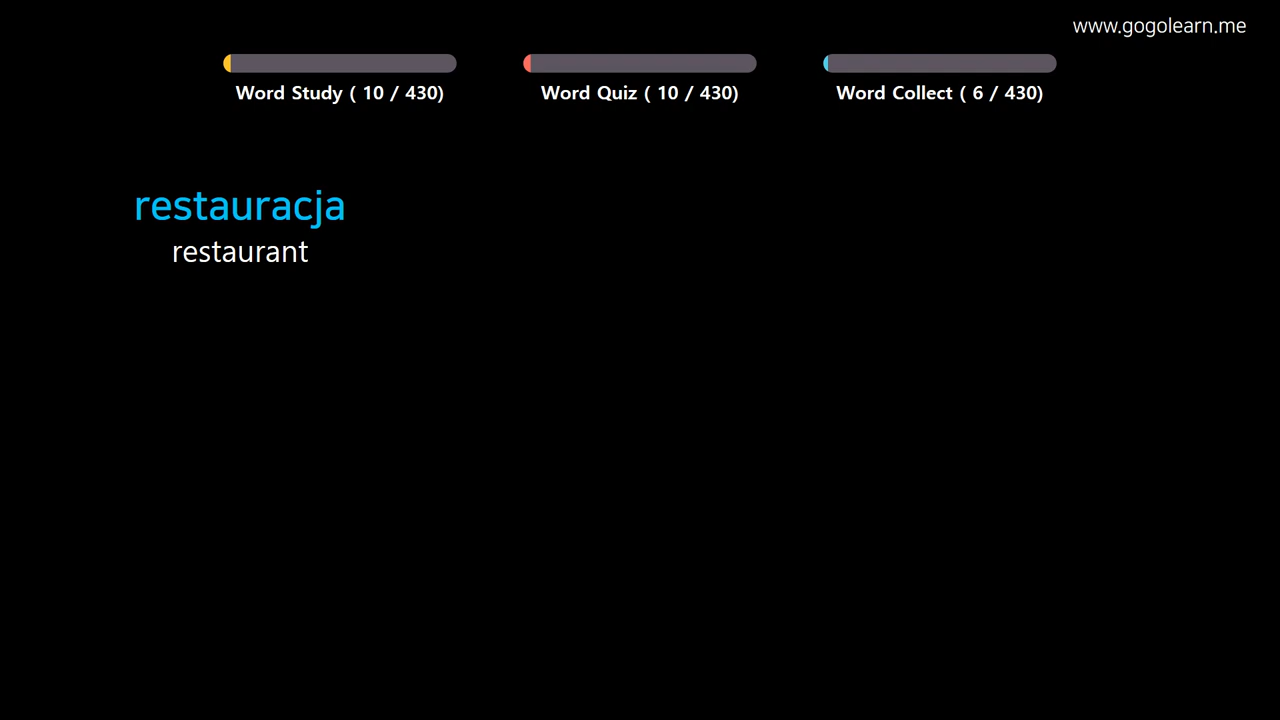 www.gogolearn.me
Word Study ( 10 / 430)
Word Quiz ( 10 / 430)
Word Collect ( 6 / 430)
restauracja
restaurant